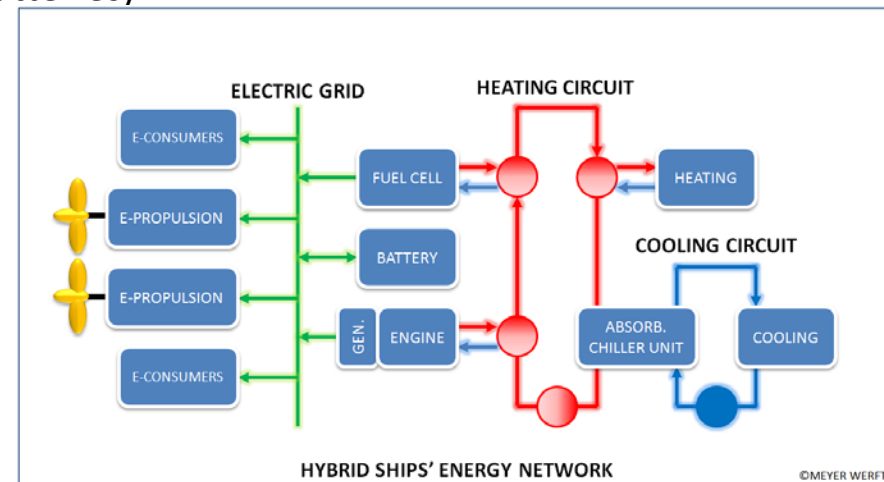 ELECTRIC GRID
HEATING CIRCUIT
E-CONSUMERS
FUEL CELL
HEATING
E-PROPULSION
COOLING CIRCUIT
BATTERY
E-PROPULSION
GEN.
ENGINE
ABSORB.
CHILLER UNIT
COOLING
E-CONSUMERS
HYBRID SHIPS' ENERGY NETWORK
©MEYER WERFT